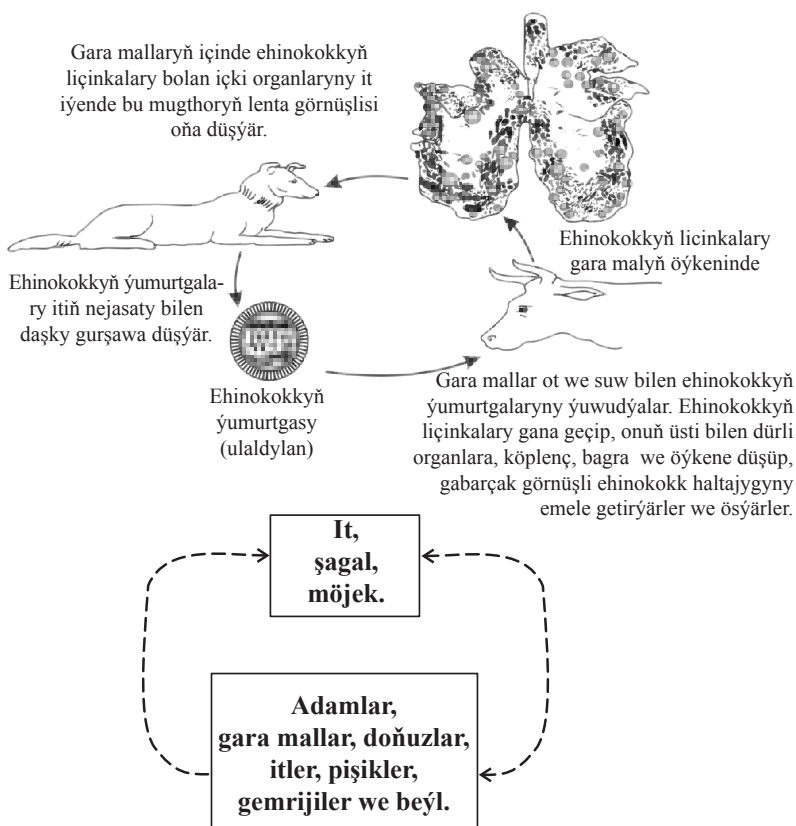 Gara mallaryň içinde ehinokokkyň
liçinkalary bolan içki organlaryny it
iýende bu mugthoryň lenta görnüşlisi
oňa düşýär.
Ehinokokkyň licinkalary
gara malyň öýkeninde
Ehinokokkyň ýumurtgala-
ry itiň nejasaty bilen
daşky gurşawa düşýär.
Ehinokokkyň
ýumurtgasy
(ulaldylan)
Gara mallar ot we suw bilen ehinokokkyň
ýumurtgalaryny ýuwudýalar. Ehinokokkyň
liçinkalary gana geçip, onuň üsti bilen dürli
organlara, köplenç, bagra we öýkene düşüp,
gabarçak görnüşli ehinokokk haltajygyny
emele getirýärler we ösýärler.
It,
şagal,
möjek.
Adamlar,
gara mallar, doňuzlar,
itler, pişikler,
gemrijiler we beýl.